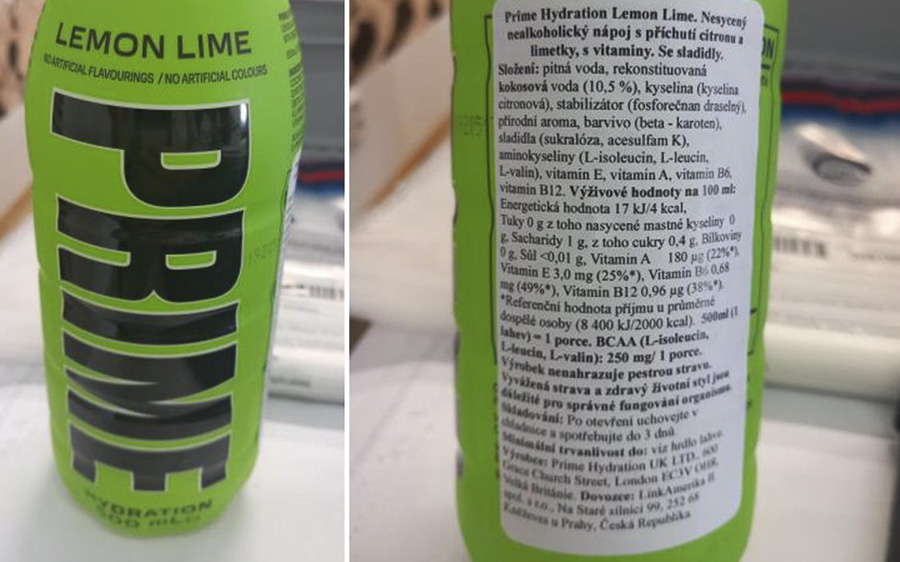 LEMON LIME
NO ARTIFICIAL FLAVOURINGS / NO ARTIFICIAL COLOURS
PRIME
HYDRATION
500 mL
Prime Hydration Lemon Lime. Nesycený
nealkoholický nápoj s příchutí citronu a
limetky, s vitaminy. Se sladidly.
Složení: pitná voda, rekonstituovaná
kokosová voda (10,5 %), kyselina (kyselina
citronová), stabilizátor (fosforečnan draselný),
přírodní aroma, barvivo (beta - karoten),
sladidla (sukralóza, acesulfam K),
aminokyseliny (L-isoleucin, L-leucin,
L-valin), vitamin E, vitamin A, vitamin B6,
vitamin B12. Výživové hodnoty na 100 ml:
Energetická hodnota 17 kJ/4 kcal,
Tuky 0 g z toho nasycené mastné kyseliny 0
g, Sacharidy 1 g, z toho cukry 0,4 g, Bílkoviny
0 g, Sůl <0,01 g, Vitamin A 180 µg (22%*),
Vitamin E 3,0 mg (25%*), Vitamin B6 0,68
mg (49%*), Vitamin B12 0,96 µg (38%*).
*Referenční hodnota příjmu u průměrné
dospělé osoby (8 400 kJ/2000 kcal). 500ml (1
lahev) = 1 porce. BCAA (L-isoleucin,
L-leucin, L-valin): 250 mg/ 1 porce.
Výrobek nenahrazuje pestrou stravu.
Vyvážená strava a zdravý životní styl jsou
důležité pro správné fungování organismu.
Skladování: Po otevření uchovejte v
chladnice a spotřebujte do 3 dnů.
Minimální trvanlivost do: viz hrdlo lahve.
Výrobce: Prime Hydration UK LTD., 600
Grace Church Street, London EC3V 0HR,
Velká Británie. Dovozce: LinkAmerika II
spol. s r.o., Na Staré silnici 99, 252 68
Kněževes u Prahy, Česká Republika.